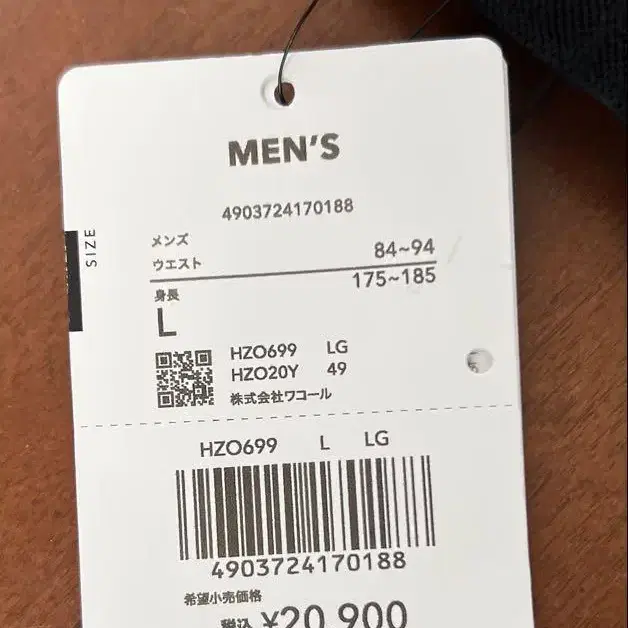 MEN'S
4903724170188
SIZE
メンズ
ウエスト 84~94
身長 175~185
L
HZO699 LG
HZO20Y 49
株式会社ワコール
HZO699 L LG
4903724170188
希望小売価格
税込 ¥20,900